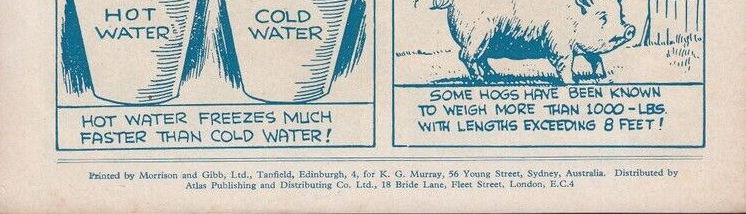 HOT
WATER
COLD
WATER
HOT WATER FREEZES MUCH
FASTER THAN COLD WATER!
SOME HOGS HAVE BEEN KNOWN
TO WEIGH MORE THAN 1000-LBS.
WITH LENGTHS EXCEEDING 8 FEET!
Printed by Morrison and Gibb, Ltd., Tanfield, Edinburgh, 4, for K. G. Murray, 56 Young Street, Sydney, Australia. Distributed by
Atlas Publishing and Distributing Co. Ltd., 18 Bride Lane, Fleet Street, London, E.C.4